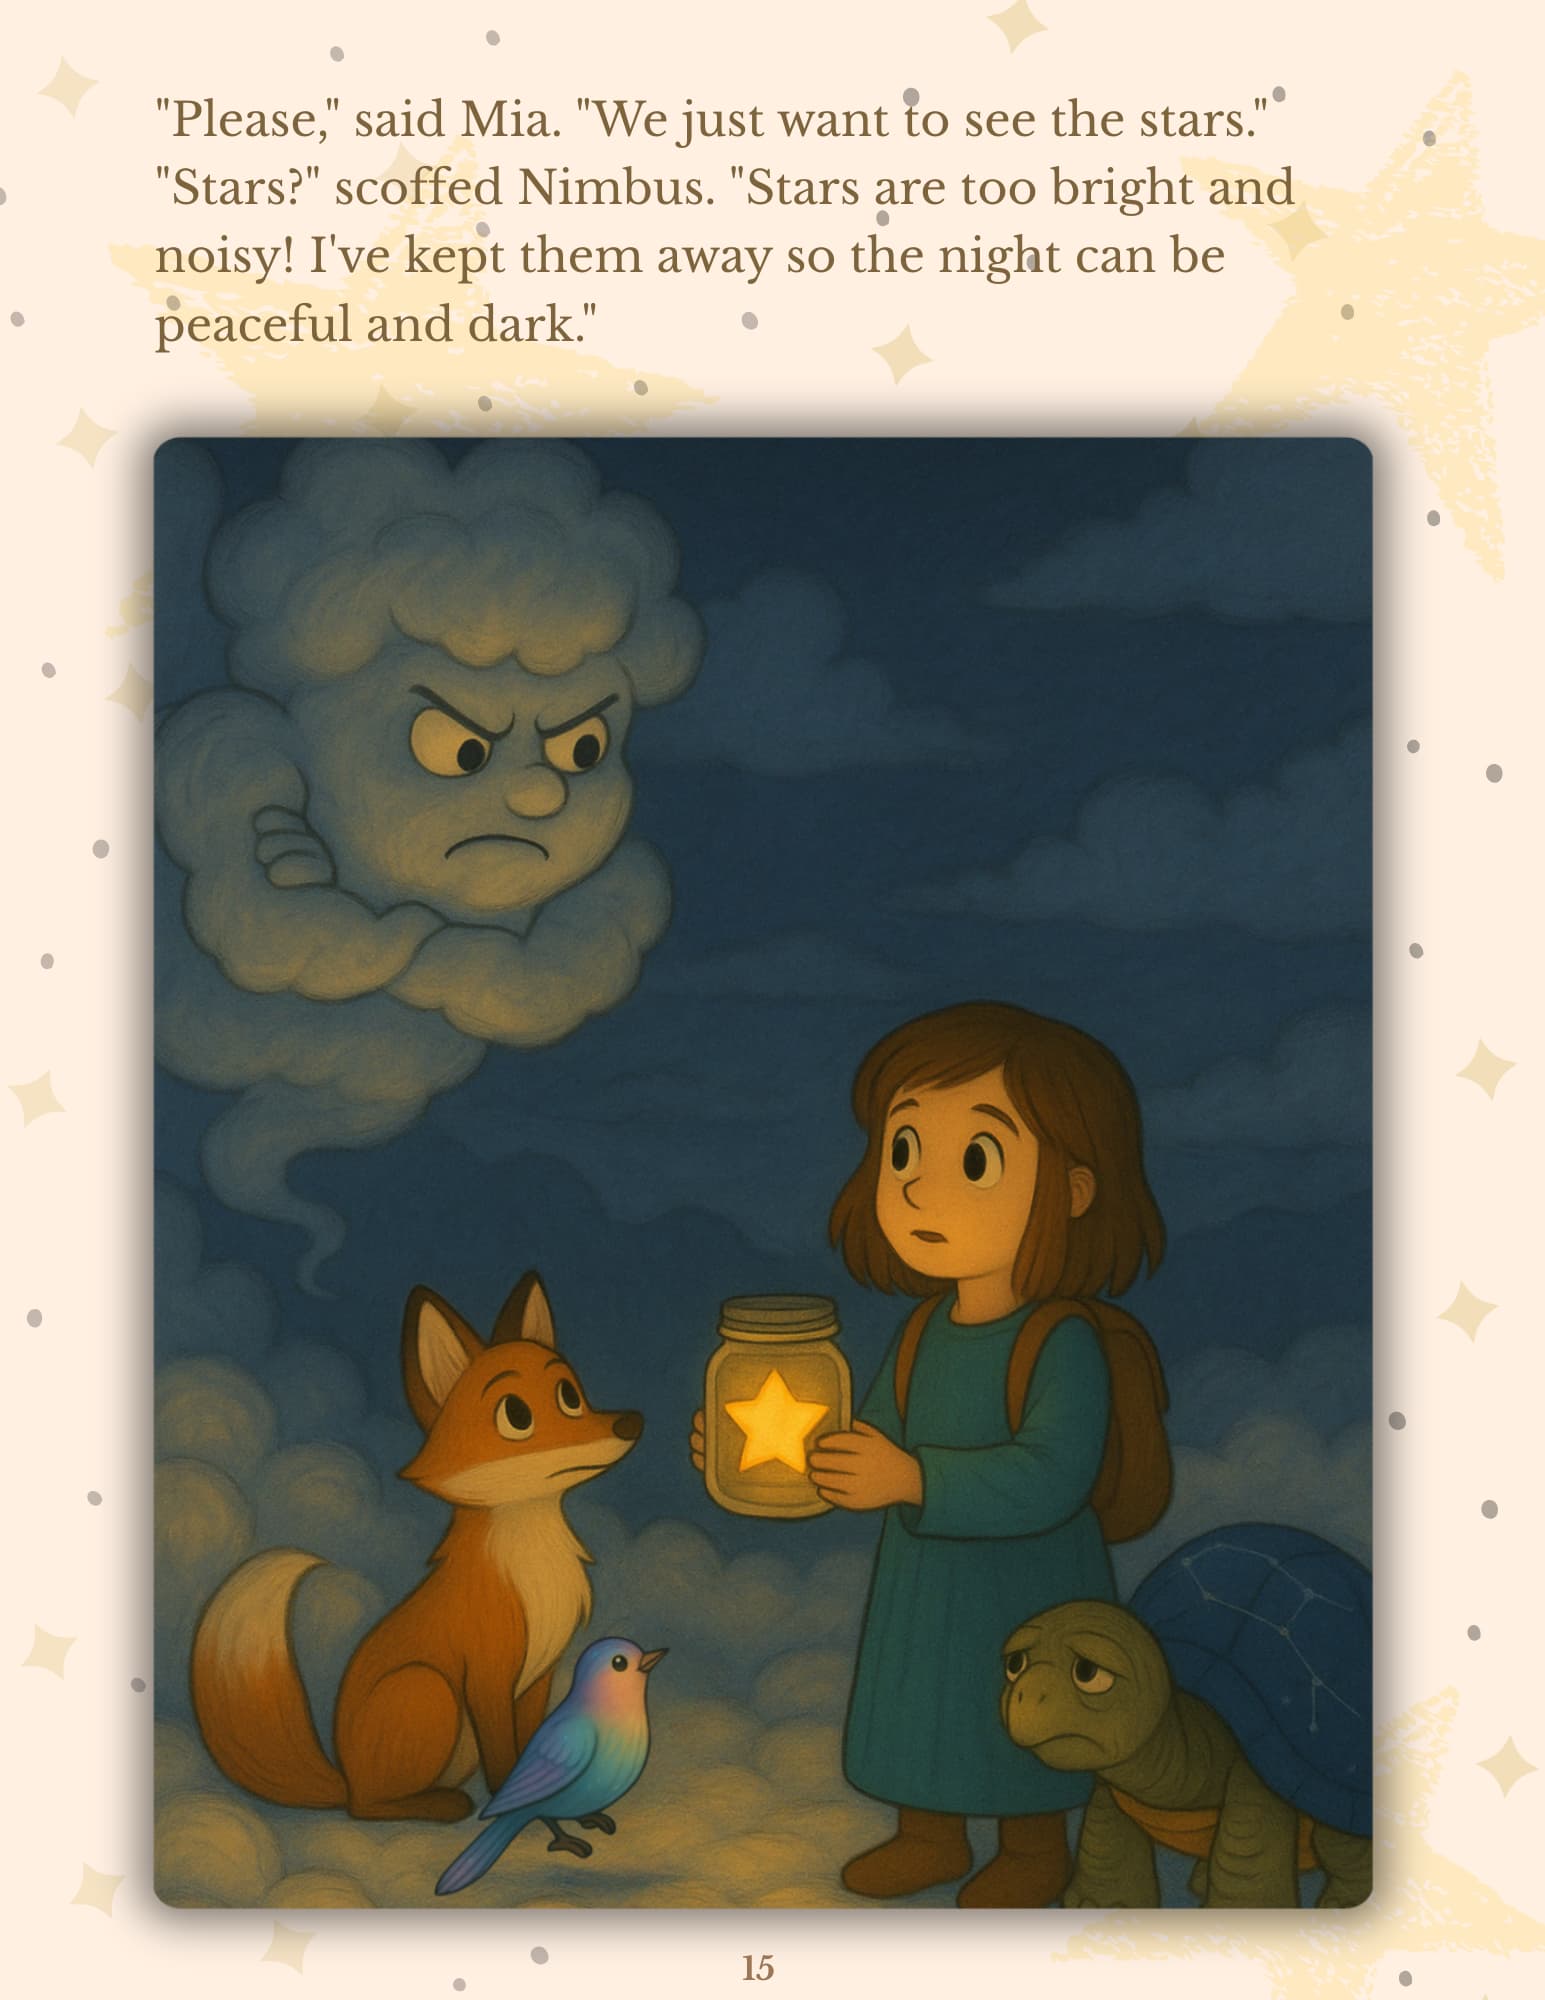 "Please," said Mia. "We just want to see the stars."
"Stars?" scoffed Nimbus. "Stars are too bright and
noisy! I've kept them away so the night can be
peaceful and dark."
15